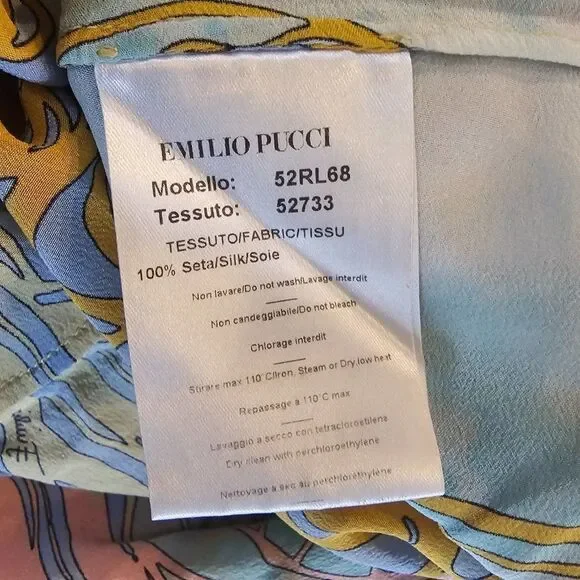 EMILIO PUCCI
Modello: 52RL68
Tessuto: 52733
TESSUTO/FABRIC/TISSU
100% Seta/Silk/Soie
Non lavare/Do not wash/Lavage interdit
Non candeggiabile/Do not bleach
Chlorage interdit
Stirare max 110°C/Iron, Steam or Dry, low heat
Repassage a 110°C max
Lavaggio a secco con tetracloroetilene
Dry clean with perchloroethylene
Nettoyage a sec au perchloréthylene